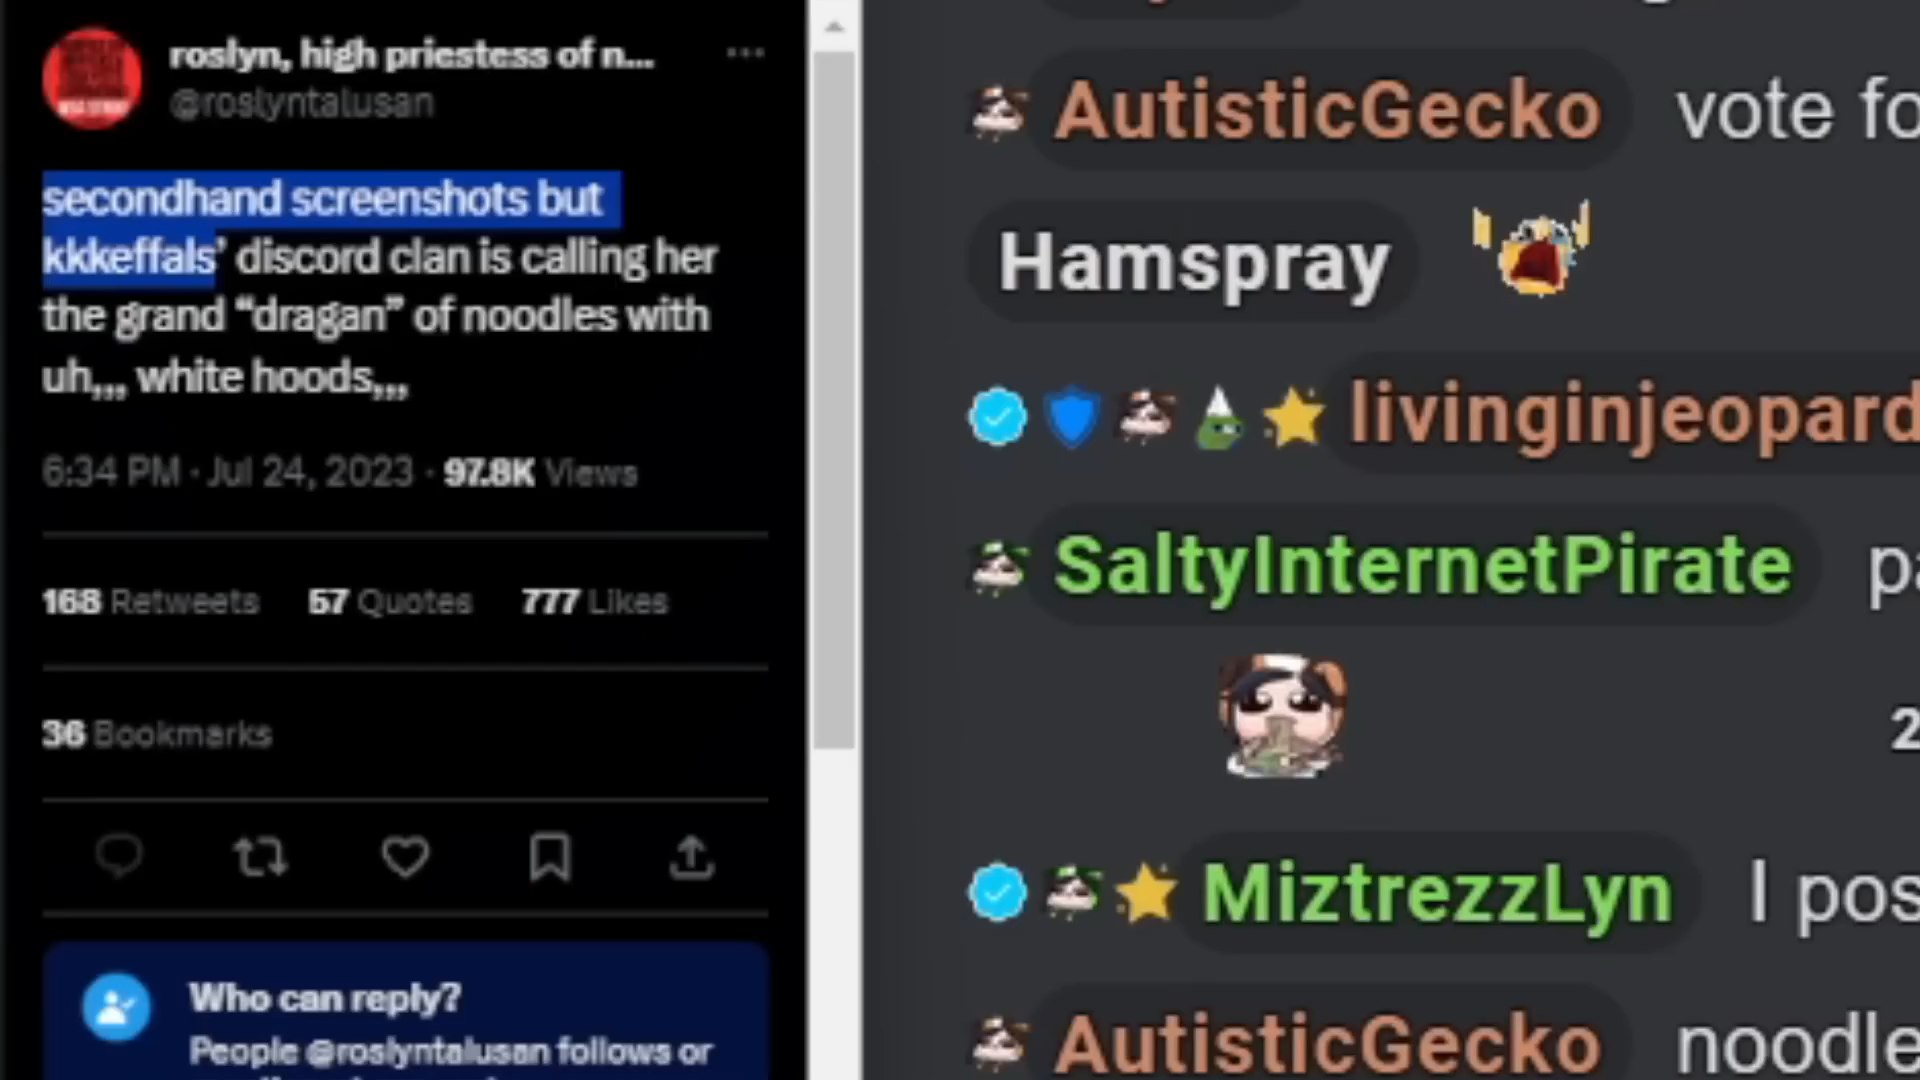 roslyn, high priestess of n...
@roslyntalusan
secondhand screenshots but
kkkeffals' discord clan is calling her
the grand “dragan” of noodles with
uh,,, white hoods,,,
6:34 PM · Jul 24, 2023 · 97.8K Views
168 Retweets 57 Quotes 777 Likes
36 Bookmarks
Who can reply?
People @roslyntalusan follows or
AutisticGecko vote fo
Hamspray
livinginjeopard
SaltyInternetPirate pa
2
MiztrezzLyn I pos
AutisticGecko noodle